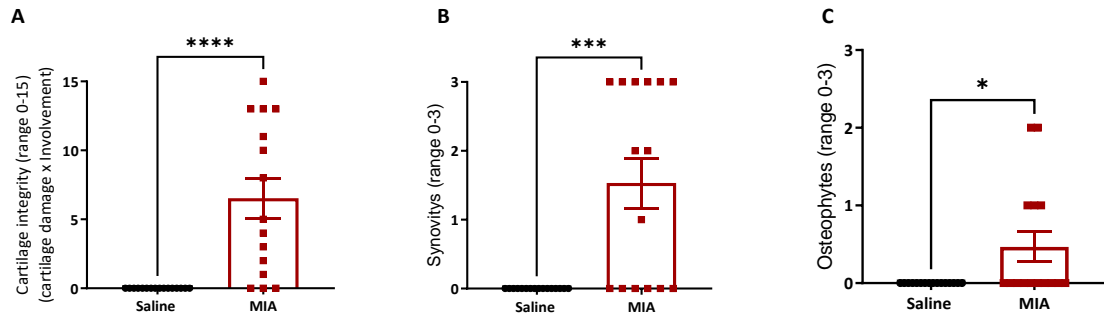 A
Cartilage integrity (range 0-15)
(cartilage damage x Involvement)
15
10
5
0
****
Saline
MIA
B
Synovitys (range 0-3)
3
2
1
0
***
Saline
MIA
C
Osteophytes (range 0-3)
3
2
1
0
*
Saline
MIA